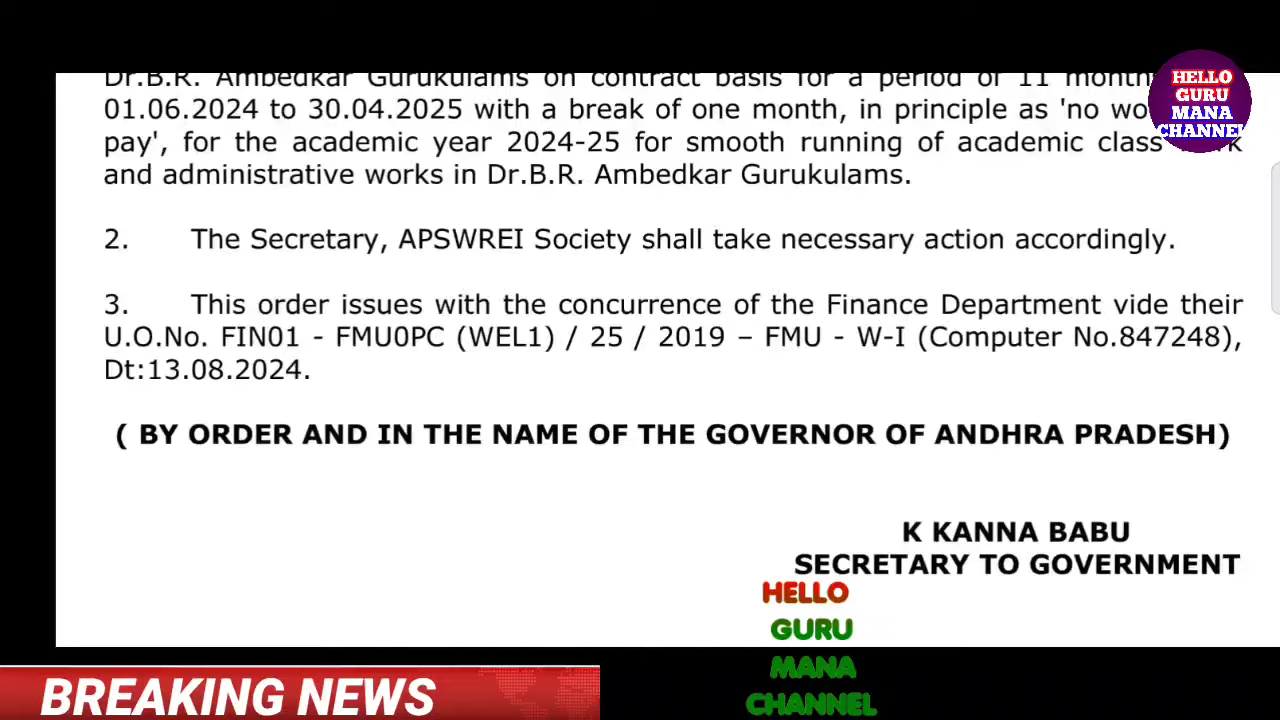 Dr.B.R. Ambedkar Gurukulams on contract basis for a period of 11 month
01.06.2024 to 30.04.2025 with a break of one month, in principle as 'no wo
pay', for the academic year 2024-25 for smooth running of academic class
and administrative works in Dr.B.R. Ambedkar Gurukulams.
2. The Secretary, APSWREI Society shall take necessary action accordingly.
3. This order issues with the concurrence of the Finance Department vide their
U.O.No. FIN01 - FMU0PC (WEL1) / 25 / 2019 – FMU - W-I (Computer No.847248),
Dt:13.08.2024.
( BY ORDER AND IN THE NAME OF THE GOVERNOR OF ANDHRA PRADESH)
K KANNA BABU
SECRETARY TO GOVERNMENT
HELLO
GURU
MANA
CHANNEL
HELLO
GURU
MANA
CHANNEL
BREAKING NEWS